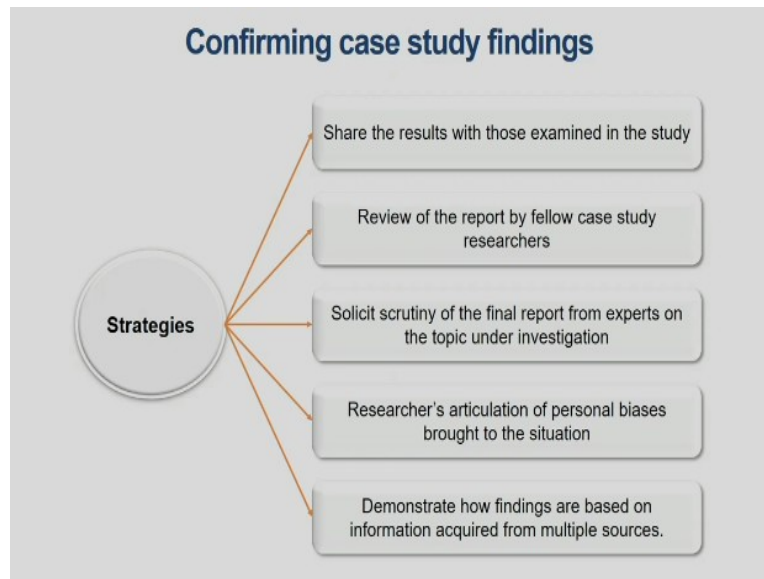 Confirming case study findings
Share the results with those examined in the study
Review of the report by fellow case study
researchers
Strategies
Solicit scrutiny of the final report from experts on
the topic under investigation
Researcher's articulation of personal biases
brought to the situation
Demonstrate how findings are based on
information acquired from multiple sources.